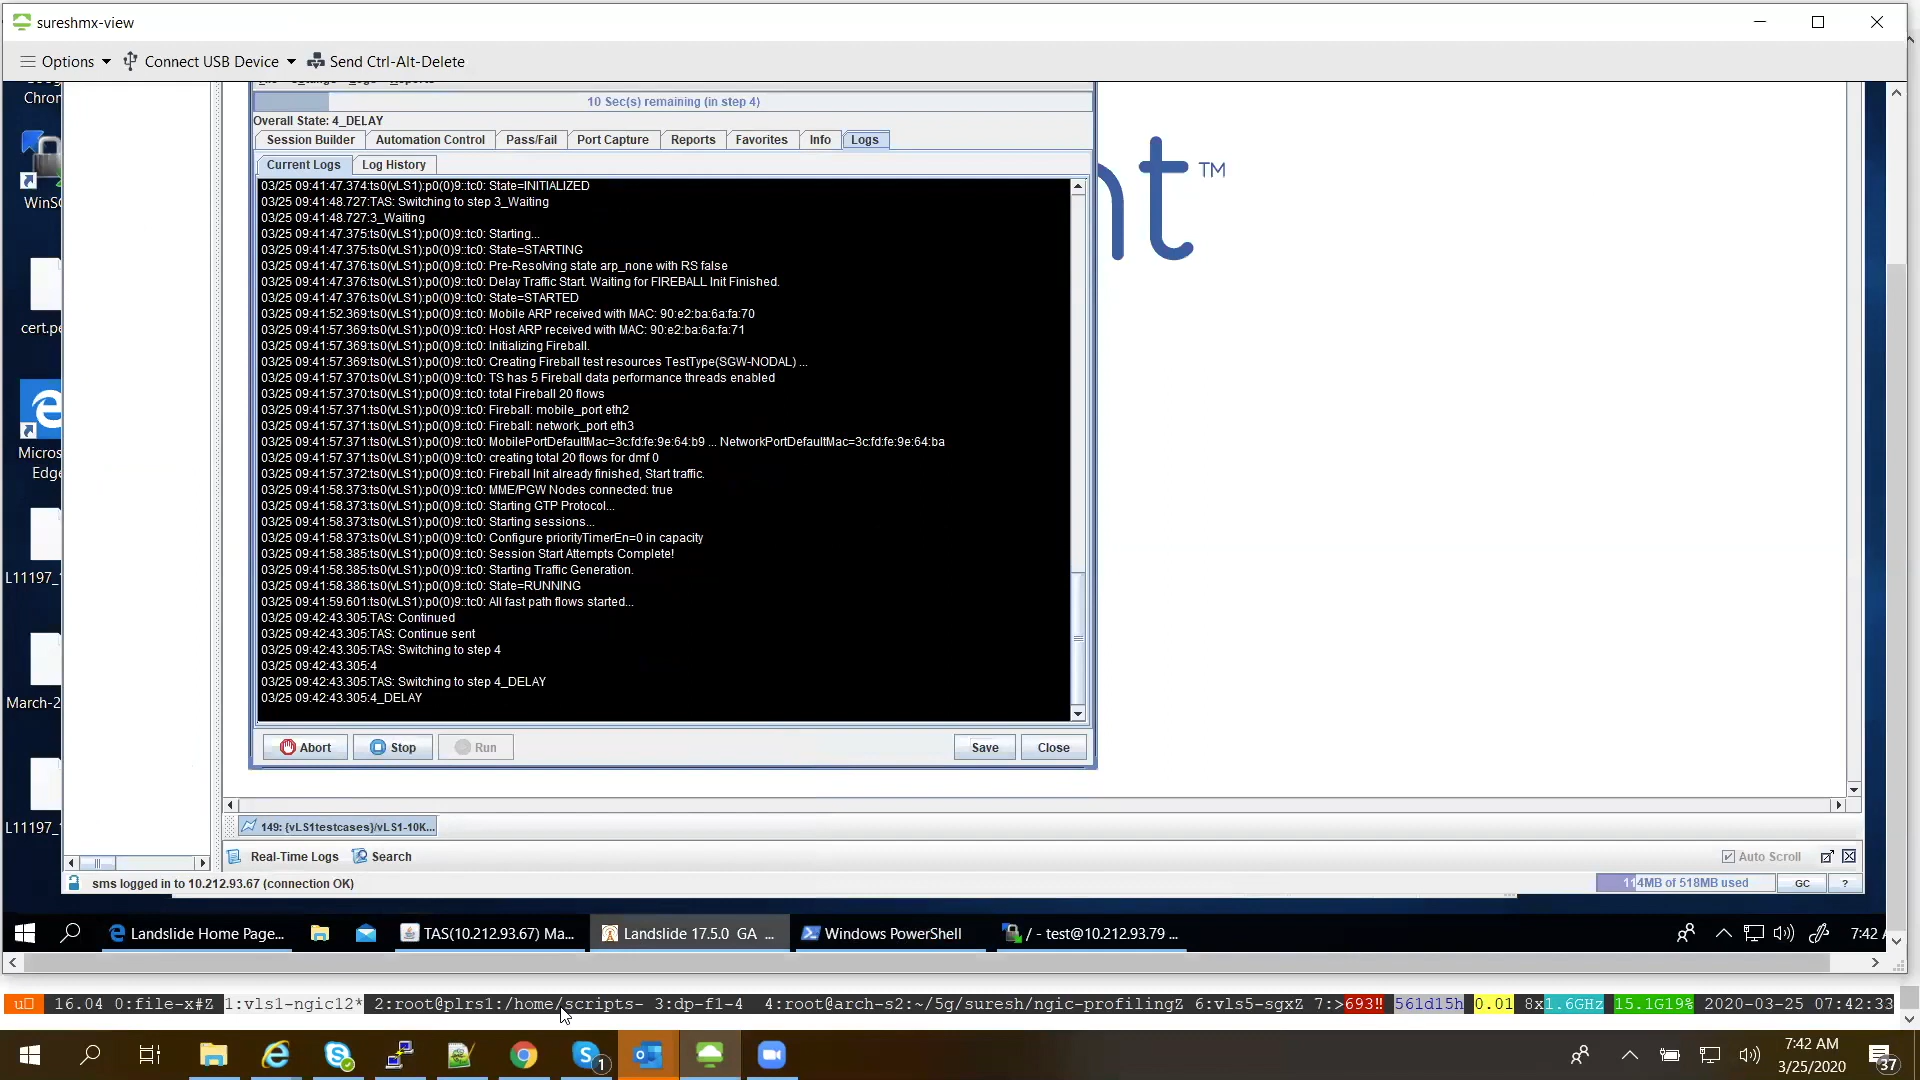 sureshmx-view
Options Connect USB Device Send Ctrl-Alt-Delete
Chrom
10 Sec(s) remaining (in step 4)
Overall State: 4_DELAY
Session Builder Automation Control Pass/Fail Port Capture Reports Favorites Info Logs
Current Logs Log History
nt™
WinSC
cert.pe
Micros
Edge
L11197_1
March-2
L11197_1
03/25 09:41:47.374:ts0(vLS1):p0(0)9::tc0: State=INITIALIZED
03/25 09:41:48.727:TAS: Switching to step 3_Waiting
03/25 09:41:48.727:3_Waiting
03/25 09:41:47.375:ts0(vLS1):p0(0)9::tc0: Starting...
03/25 09:41:47.375:ts0(vLS1):p0(0)9::tc0: State=STARTING
03/25 09:41:47.376:ts0(vLS1):p0(0)9::tc0: Pre-Resolving state arp_none with RS false
03/25 09:41:47.376:ts0(vLS1):p0(0)9::tc0: Delay Traffic Start. Waiting for FIREBALL Init Finished.
03/25 09:41:47.376:ts0(vLS1):p0(0)9::tc0: State=STARTED
03/25 09:41:52.369:ts0(vLS1):p0(0)9::tc0: Mobile ARP received with MAC: 90:e2:ba:6a:fa:70
03/25 09:41:57.369:ts0(vLS1):p0(0)9::tc0: Host ARP received with MAC: 90:e2:ba:6a:fa:71
03/25 09:41:57.369:ts0(vLS1):p0(0)9::tc0: Initializing Fireball.
03/25 09:41:57.369:ts0(vLS1):p0(0)9::tc0: Creating Fireball test resources TestType(SGW-NODAL) ...
03/25 09:41:57.370:ts0(vLS1):p0(0)9::tc0: TS has 5 Fireball data performance threads enabled
03/25 09:41:57.370:ts0(vLS1):p0(0)9::tc0: total Fireball 20 flows
03/25 09:41:57.371:ts0(vLS1):p0(0)9::tc0: Fireball: mobile_port eth2
03/25 09:41:57.371:ts0(vLS1):p0(0)9::tc0: Fireball: network_port eth3
03/25 09:41:57.371:ts0(vLS1):p0(0)9::tc0: MobilePortDefaultMac=3c:fd:fe:9e:64:b9 ... NetworkPortDefaultMac=3c:fd:fe:9e:64:ba
03/25 09:41:57.371:ts0(vLS1):p0(0)9::tc0: creating total 20 flows for dmf 0
03/25 09:41:57.372:ts0(vLS1):p0(0)9::tc0: Fireball Init already finished, Start traffic.
03/25 09:41:58.373:ts0(vLS1):p0(0)9::tc0: MME/PGW Nodes connected: true
03/25 09:41:58.373:ts0(vLS1):p0(0)9::tc0: Starting GTP Protocol...
03/25 09:41:58.373:ts0(vLS1):p0(0)9::tc0: Starting sessions...
03/25 09:41:58.373:ts0(vLS1):p0(0)9::tc0: Configure priorityTimerEn=0 in capacity
03/25 09:41:58.385:ts0(vLS1):p0(0)9::tc0: Session Start Attempts Complete!
03/25 09:41:58.385:ts0(vLS1):p0(0)9::tc0: Starting Traffic Generation.
03/25 09:41:58.386:ts0(vLS1):p0(0)9::tc0: State=RUNNING
03/25 09:41:59.601:ts0(vLS1):p0(0)9::tc0: All fast path flows started...
03/25 09:42:43.305:TAS: Continued
03/25 09:42:43.305:TAS: Continue sent
03/25 09:42:43.305:TAS: Switching to step 4
03/25 09:42:43.305:4
03/25 09:42:43.305:TAS: Switching to step 4_DELAY
03/25 09:42:43.305:4_DELAY
Abort Stop Run Save Close
149: {vLS1testcases}/vLS1-10K...
Real-Time Logs Search Auto Scroll
sms logged in to 10.212.93.67 (connection OK) 114MB of 518MB used GC ?
Landslide Home Page... TAS(10.212.93.67) Ma... Landslide 17.5.0 GA ... Windows PowerShell / - test@10.212.93.79 ... 7:42
16.04 0:file-x#Z 1:vls1-ngic12* 2:root@plrs1:/home/scripts- 3:dp-f1-4 4:root@arch-s2:~/5g/suresh/ngic-profilingZ 6:vls5-sgxZ 7:>693!! 561d15h 0.01 8x1.6GHz 15.1G19% 2020-03-25 07:42:33
1
7:42 AM
3/25/2020
37